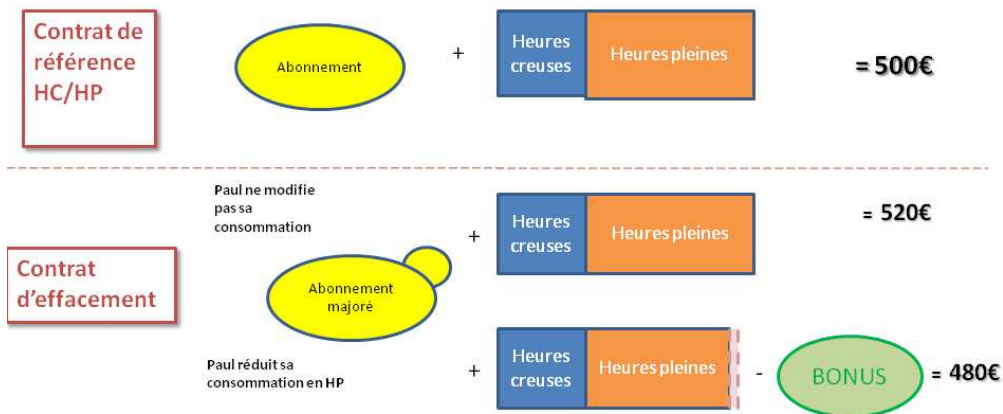 Contrat de
référence
HC/HP
Abonnement
+
Heures
creuses
Heures pleines
= 500€
Paul ne modifie
pas sa
consommation
+
Heures
creuses
Heures pleines
= 520€
Contrat
d'effacement
Abonnement
majoré
Paul réduit sa
consommation en HP
+
Heures
creuses
Heures pleines
-
BONUS
= 480€